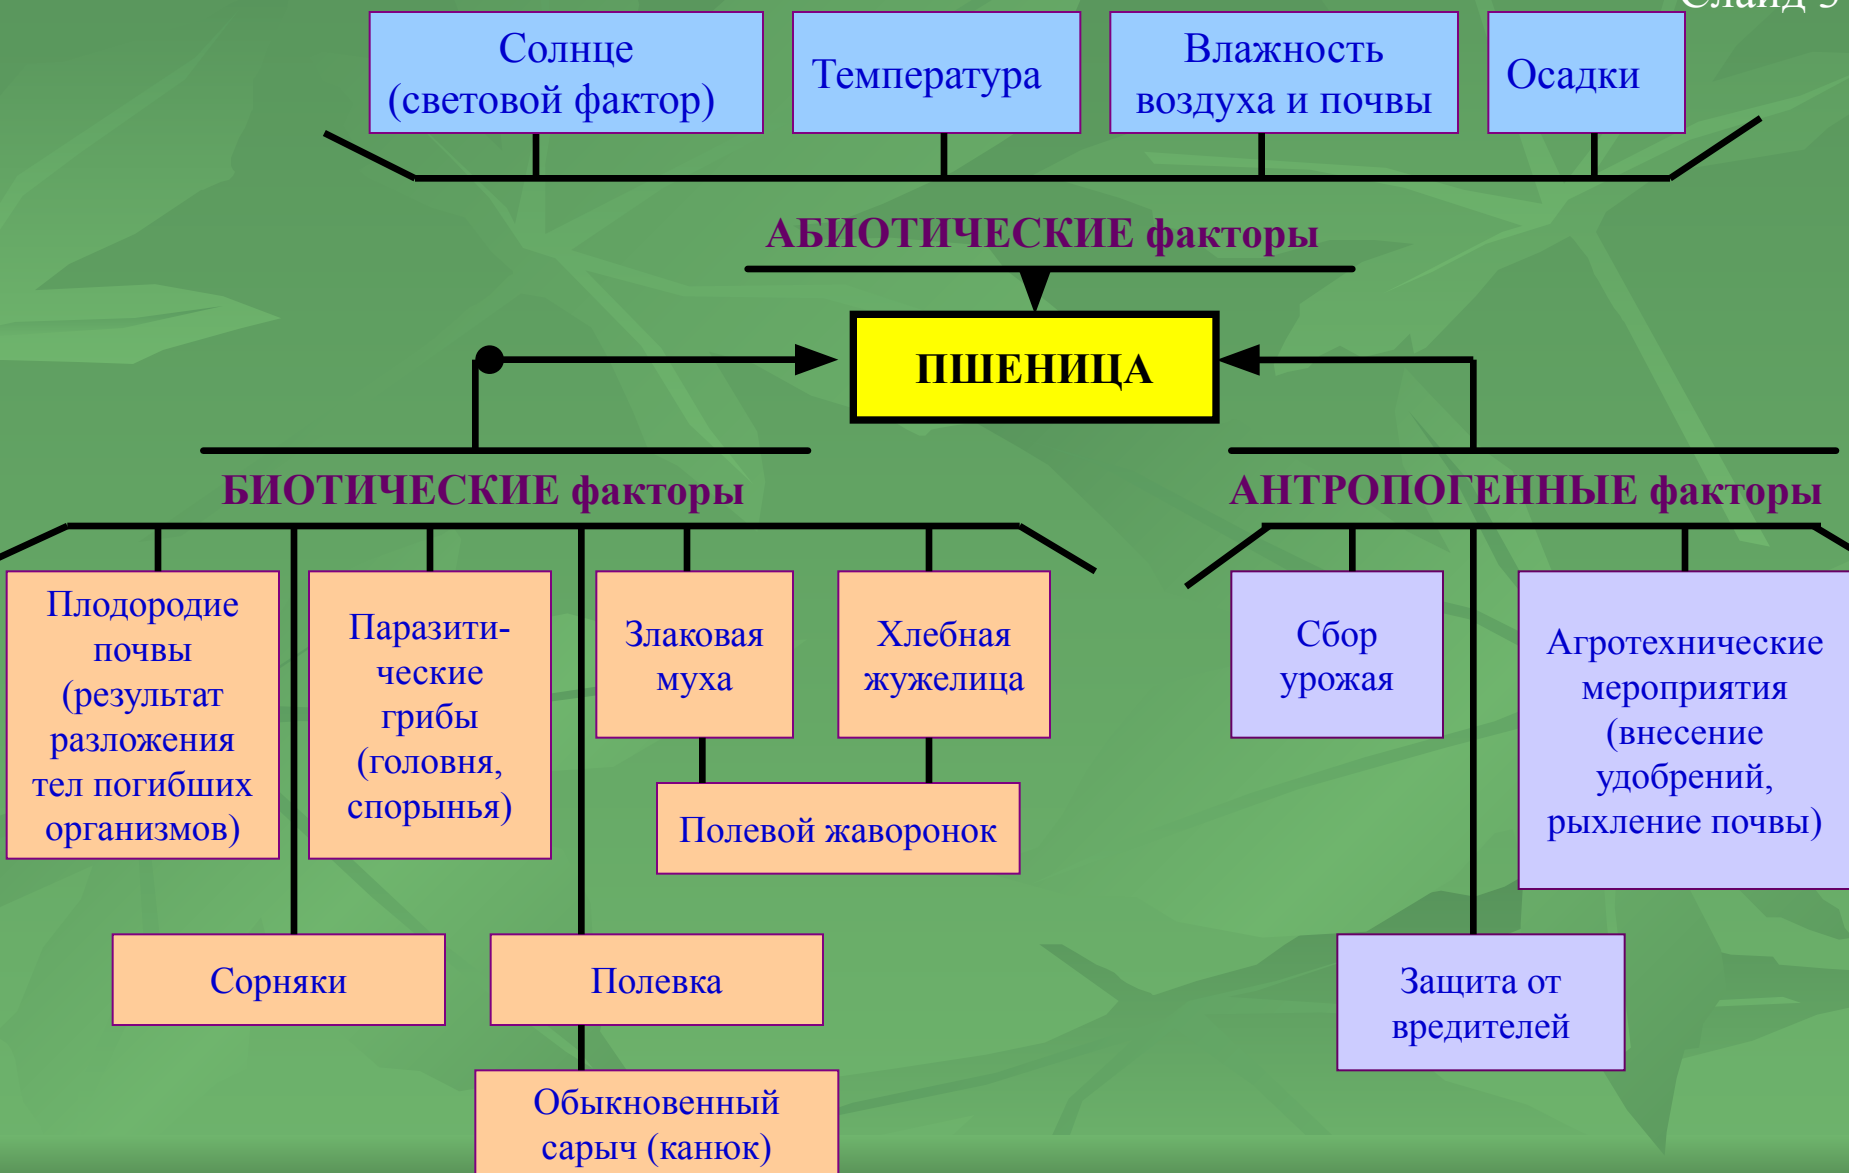 Слайд 3
Солнце
(световой фактор)
Температура
Влажность
воздуха и почвы
Осадки
АБИОТИЧЕСКИЕ факторы
ПШЕНИЦА
БИОТИЧЕСКИЕ факторы
АНТРОПОГЕННЫЕ факторы
Плодородие
почвы
(результат
разложения
тел погибших
организмов)
Паразити-
ческие
грибы
(головня,
спорынья)
Злаковая
муха
Хлебная
жужелица
Полевой жаворонок
Сбор
урожая
Агротехнические
мероприятия
(внесение
удобрений,
рыхление почвы)
Сорняки
Полевка
Защита от
вредителей
Обыкновенный
сарыч (канюк)